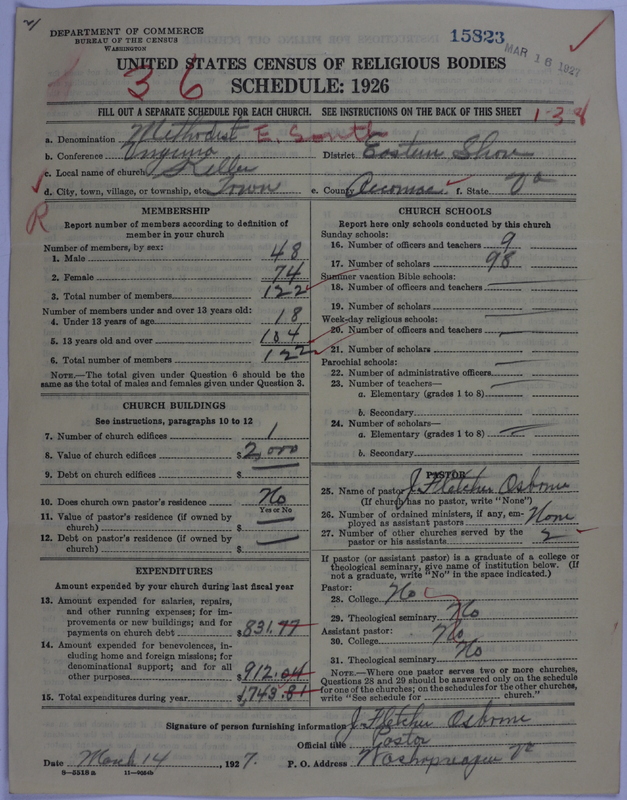 2/
DEPARTMENT OF COMMERCE
BUREAU OF THE CENSUS
WASHINGTON
15823
MAR 16 1927
UNITED STATES CENSUS OF RELIGIOUS BODIES
3 6
SCHEDULE: 1926
FILL OUT A SEPARATE SCHEDULE FOR EACH CHURCH. SEE INSTRUCTIONS ON THE BACK OF THIS SHEET
1-38
a. Denomination Methodist E. South
b. Conference Virginia District Eastern Shore
c. Local name of church Keller
d. City, town, village, or township, etc. Town e. County Accomac f. State Va
R
MEMBERSHIP
Report number of members according to definition of
member in your church
Number of members, by sex:
1. Male 48
2. Female 74
3. Total number of members 122
Number of members under and over 13 years old:
4. Under 13 years of age 18
5. 13 years old and over 104
6. Total number of members 122
NOTE.—The total given under Question 6 should be the
same as the total of males and females given under Question 3.
CHURCH BUILDINGS
See instructions, paragraphs 10 to 12
7. Number of church edifices 1
8. Value of church edifices $2,000
9. Debt on church edifices $
10. Does church own pastor's residence No
Yes or No
11. Value of pastor's residence (if owned by
church) $
12. Debt on pastor's residence (if owned by
church) $
EXPENDITURES
Amount expended by your church during last fiscal year
13. Amount expended for salaries, repairs,
and other running expenses; for im-
provements or new buildings; and for
payments on church debt $831.77
14. Amount expended for benevolences, in-
cluding home and foreign missions; for
denominational support; and for all
other purposes $912.04
15. Total expenditures during year 1,743.81
CHURCH SCHOOLS
Report here only schools conducted by this church
Sunday schools:
16. Number of officers and teachers 9
17. Number of scholars 98
Summer vacation Bible schools:
18. Number of officers and teachers
19. Number of scholars
Week-day religious schools:
20. Number of officers and teachers
21. Number of scholars
Parochial schools:
22. Number of administrative officers
23. Number of teachers—
a. Elementary (grades 1 to 8)
b. Secondary
24. Number of scholars—
a. Elementary (grades 1 to 8)
b. Secondary
PASTOR
25. Name of pastor J. Fletcher Osborne
(If church has no pastor, write "None")
26. Number of ordained ministers, if any, em-
ployed as assistant pastors None
27. Number of other churches served by the
pastor or his assistants 2
If pastor (or assistant pastor) is a graduate of a college or
theological seminary, give name of institution below. (If
not a graduate, write "No" in the space indicated.)
Pastor:
28. College No
29. Theological seminary No
Assistant pastor:
30. College No
31. Theological seminary No
NOTE.—Where one pastor serves two or more churches,
Questions 28 and 29 should be answered only on the schedule
for one of the churches; on the schedules for the other churches,
write "See schedule for church."
Signature of person furnishing information J. Fletcher Osborne
Official title Pastor
Date March 14, 1927. P. O. Address Wachapreague Va
8—5518a 11—9084b